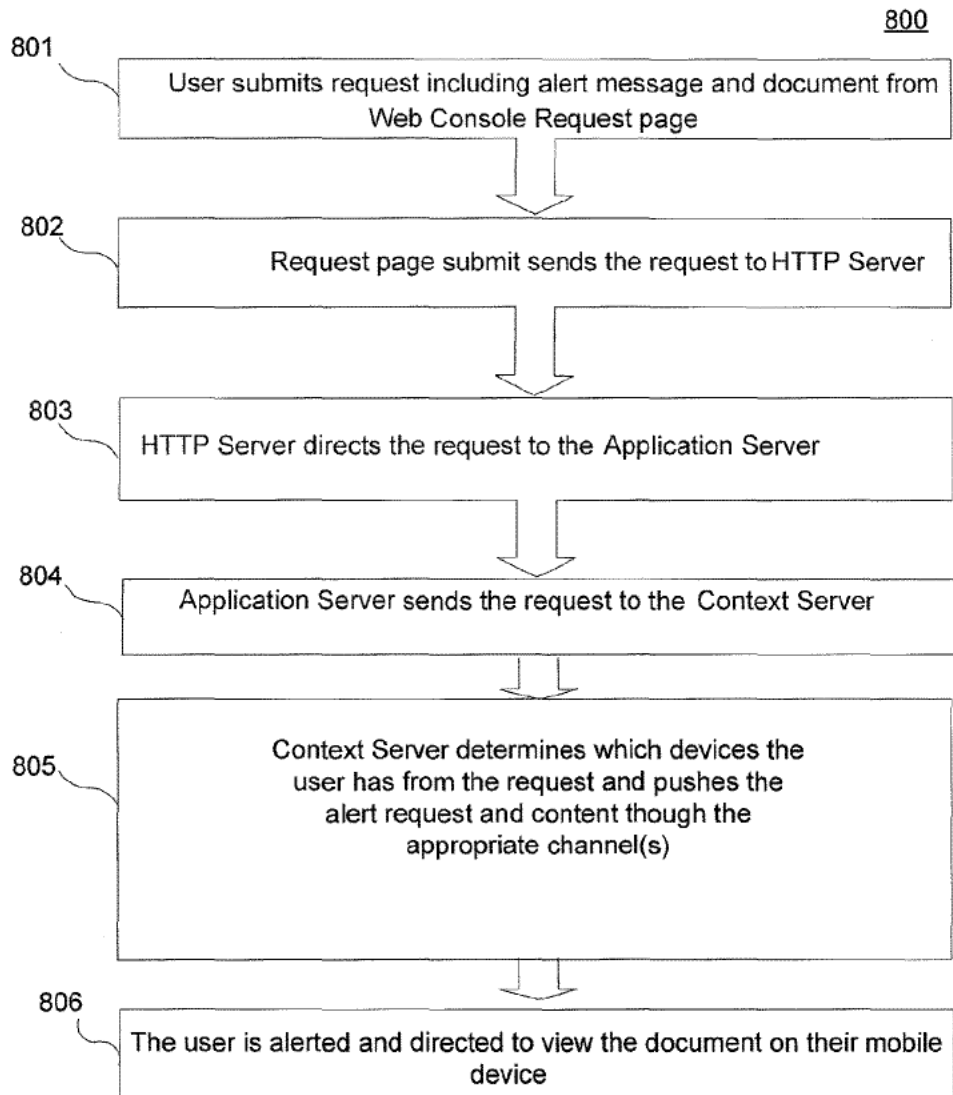 800
801
User submits request including alert message and document from
Web Console Request page
802
Request page submit sends the request to HTTP Server
803
HTTP Server directs the request to the Application Server
804
Application Server sends the request to the Context Server
805
Context Server determines which devices the
user has from the request and pushes the
alert request and content though the
appropriate channel(s)
806
The user is alerted and directed to view the document on their mobile
device